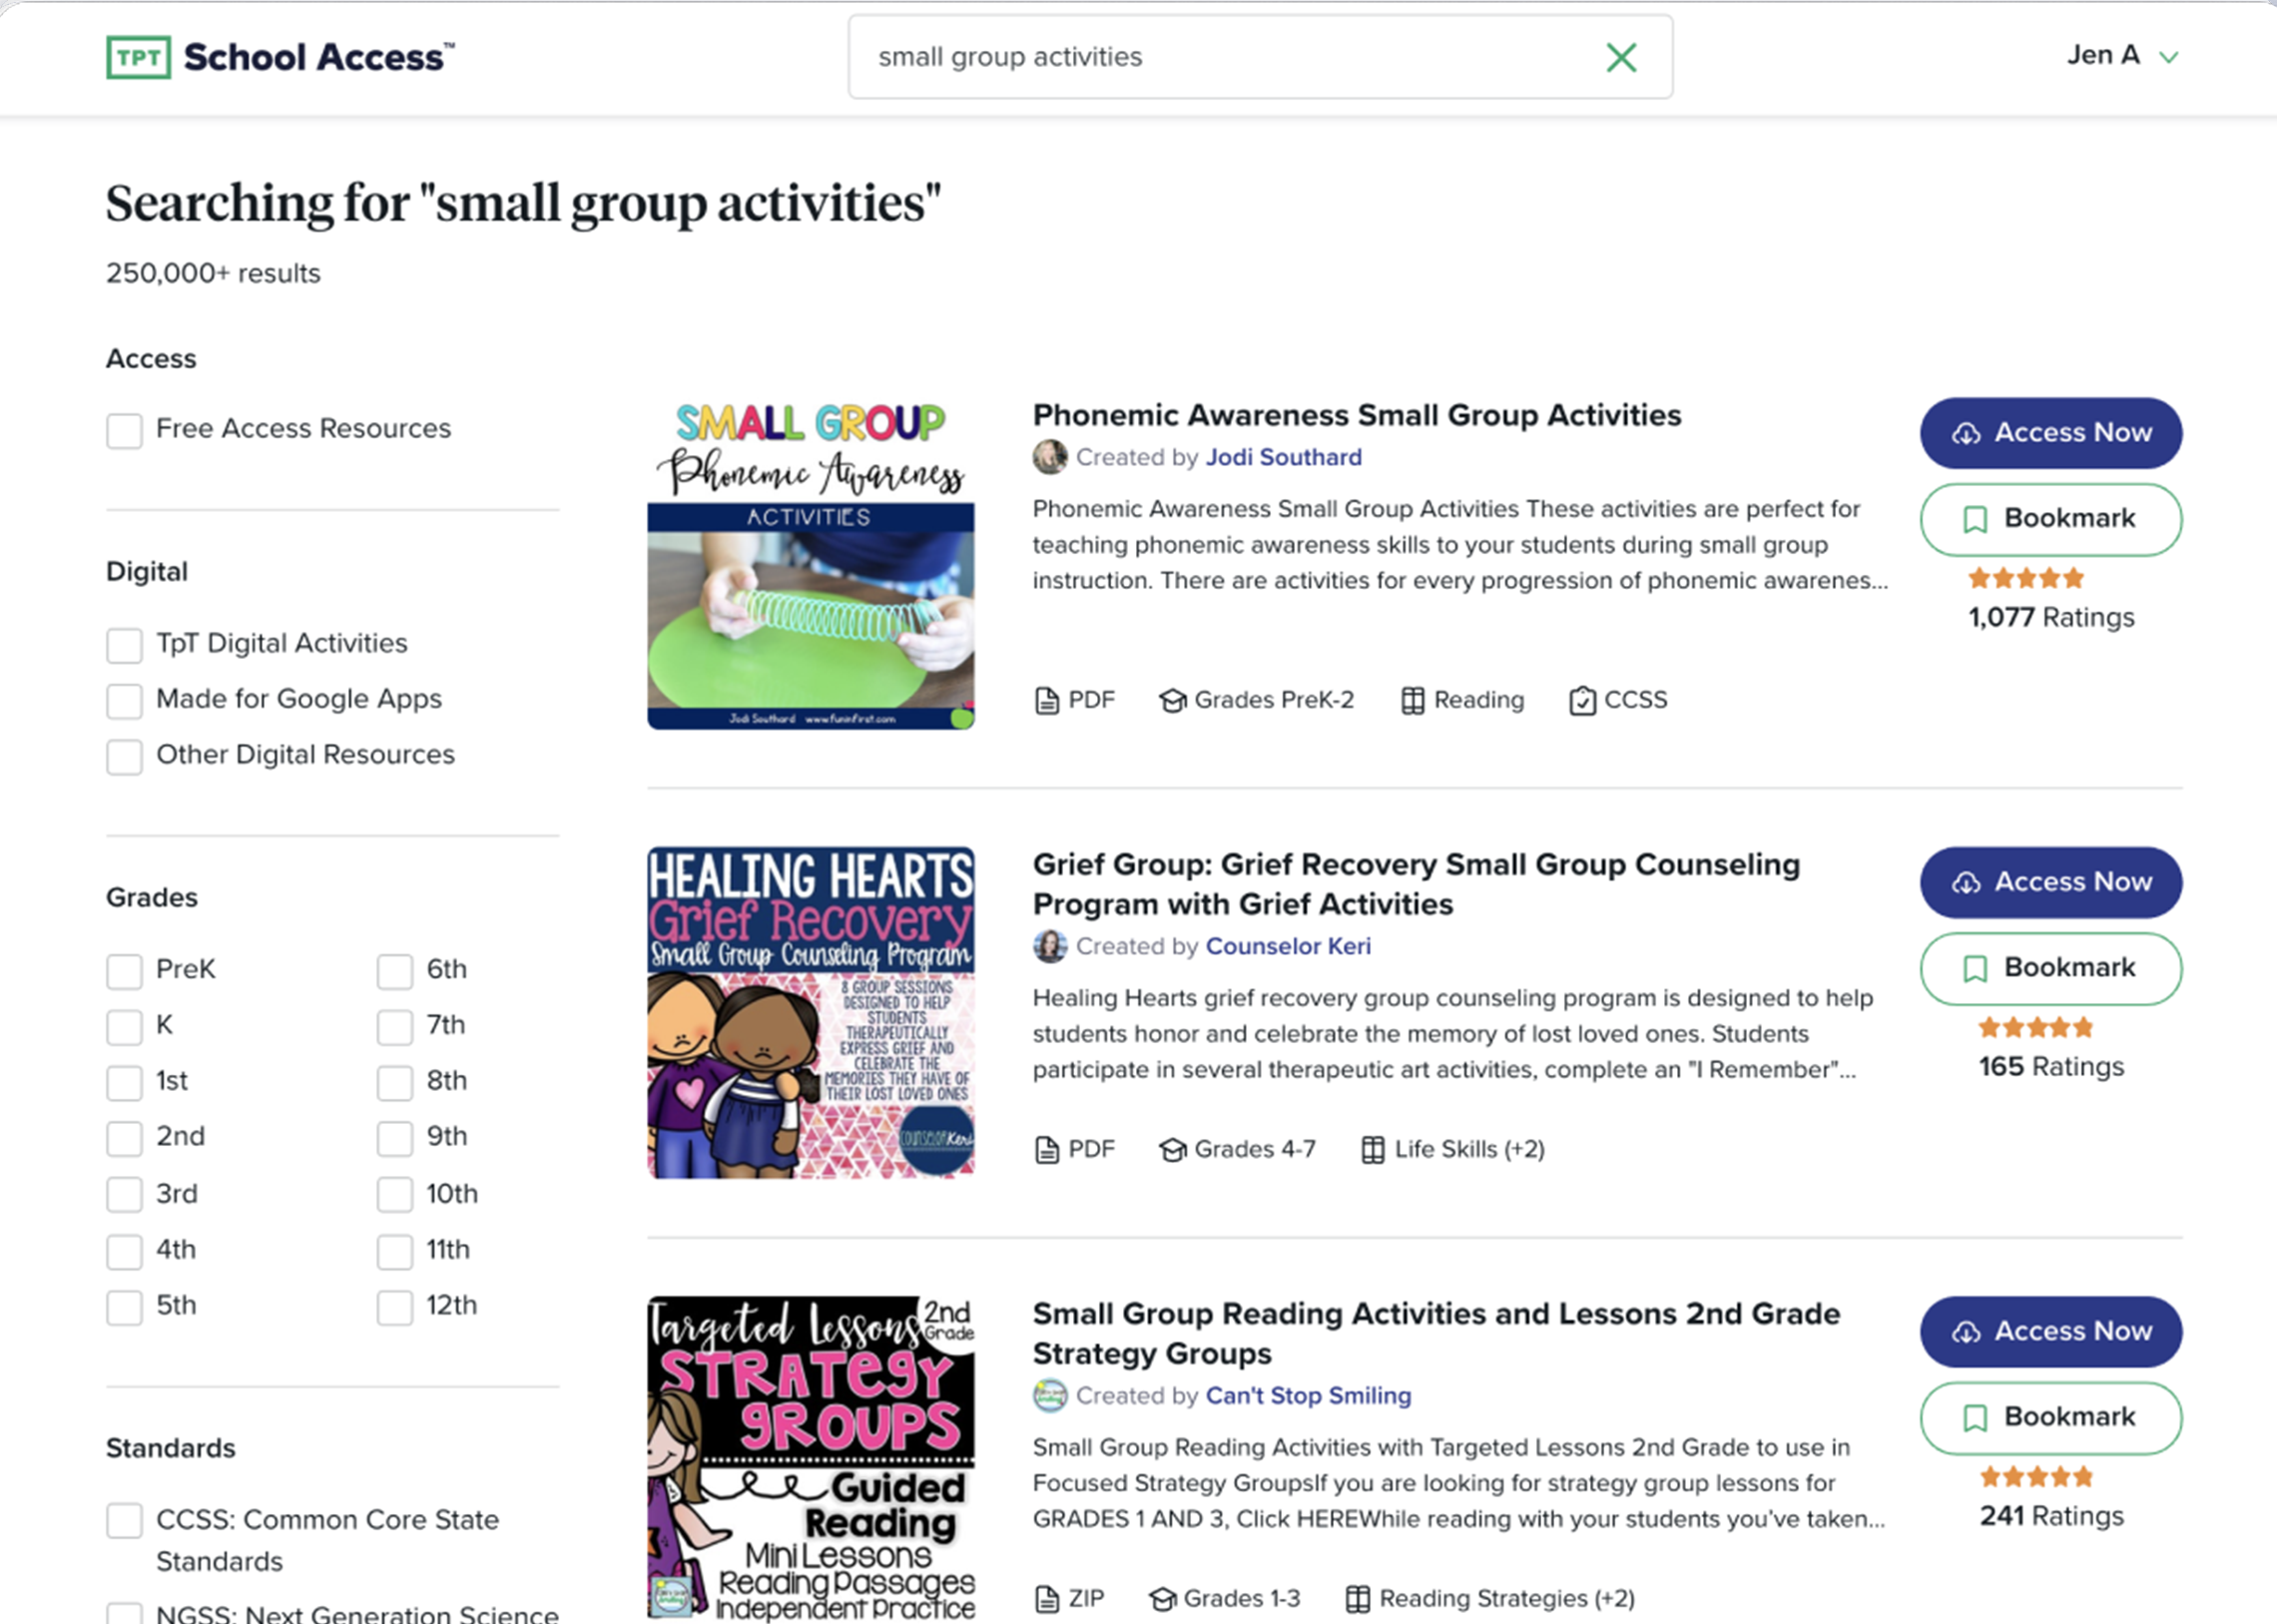 TPT School Access™
small group activities
Jen A
Searching for "small group activities"
250,000+ results
Access
Free Access Resources
Digital
TpT Digital Activities
Made for Google Apps
Other Digital Resources
Grades
PreK
K
1st
2nd
3rd
4th
5th
6th
7th
8th
9th
10th
11th
12th
Standards
CCSS: Common Core State
Standards
NGSS: Next Generation Science
SMALL GROUP
Phonemic Awareness
ACTIVITIES
Jodi Southard www.funinfirst.com
Phonemic Awareness Small Group Activities
Created by Jodi Southard
Phonemic Awareness Small Group Activities These activities are perfect for
teaching phonemic awareness skills to your students during small group
instruction. There are activities for every progression of phonemic awarenes...
PDF Grades PreK-2 Reading CCSS
Access Now
Bookmark
1,077 Ratings
HEALING HEARTS
Grief Recovery
Small Group Counseling Program
8 GROUP SESSIONS
DESIGNED TO HELP
STUDENTS
THERAPEUTICALLY
EXPRESS GRIEF AND
CELEBRATE THE
MEMORIES THEY HAVE OF
THEIR LOST LOVED ONES
COUNSELOR Keri
Grief Group: Grief Recovery Small Group Counseling
Program with Grief Activities
Created by Counselor Keri
Healing Hearts grief recovery group counseling program is designed to help
students honor and celebrate the memory of lost loved ones. Students
participate in several therapeutic art activities, complete an "I Remember"...
PDF Grades 4-7 Life Skills (+2)
Access Now
Bookmark
165 Ratings
Targeted Lessons
2nd
Grade
STRATEGY
GROUPS
Guided
Reading
Mini Lessons
Reading Passages
Independent Practice
Small Group Reading Activities and Lessons 2nd Grade
Strategy Groups
Created by Can't Stop Smiling
Small Group Reading Activities with Targeted Lessons 2nd Grade to use in
Focused Strategy GroupsIf you are looking for strategy group lessons for
GRADES 1 AND 3, Click HEREWhile reading with your students you've taken...
ZIP Grades 1-3 Reading Strategies (+2)
Access Now
Bookmark
241 Ratings